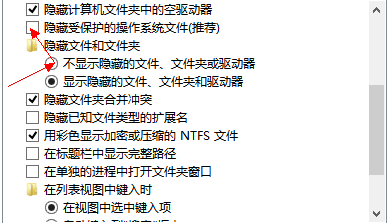 隐藏计算机文件夹中的空驱动器
隐藏受保护的操作系统文件(推荐)
隐藏文件和文件夹
不显示隐藏的文件、文件夹或驱动器
显示隐藏的文件、文件夹和驱动器
隐藏文件夹合并冲突
隐藏已知文件类型的扩展名
用彩色显示加密或压缩的 NTFS 文件
在标题栏中显示完整路径
在单独的进程中打开文件夹窗口
在列表视图中键入时
在视图中选中键入项